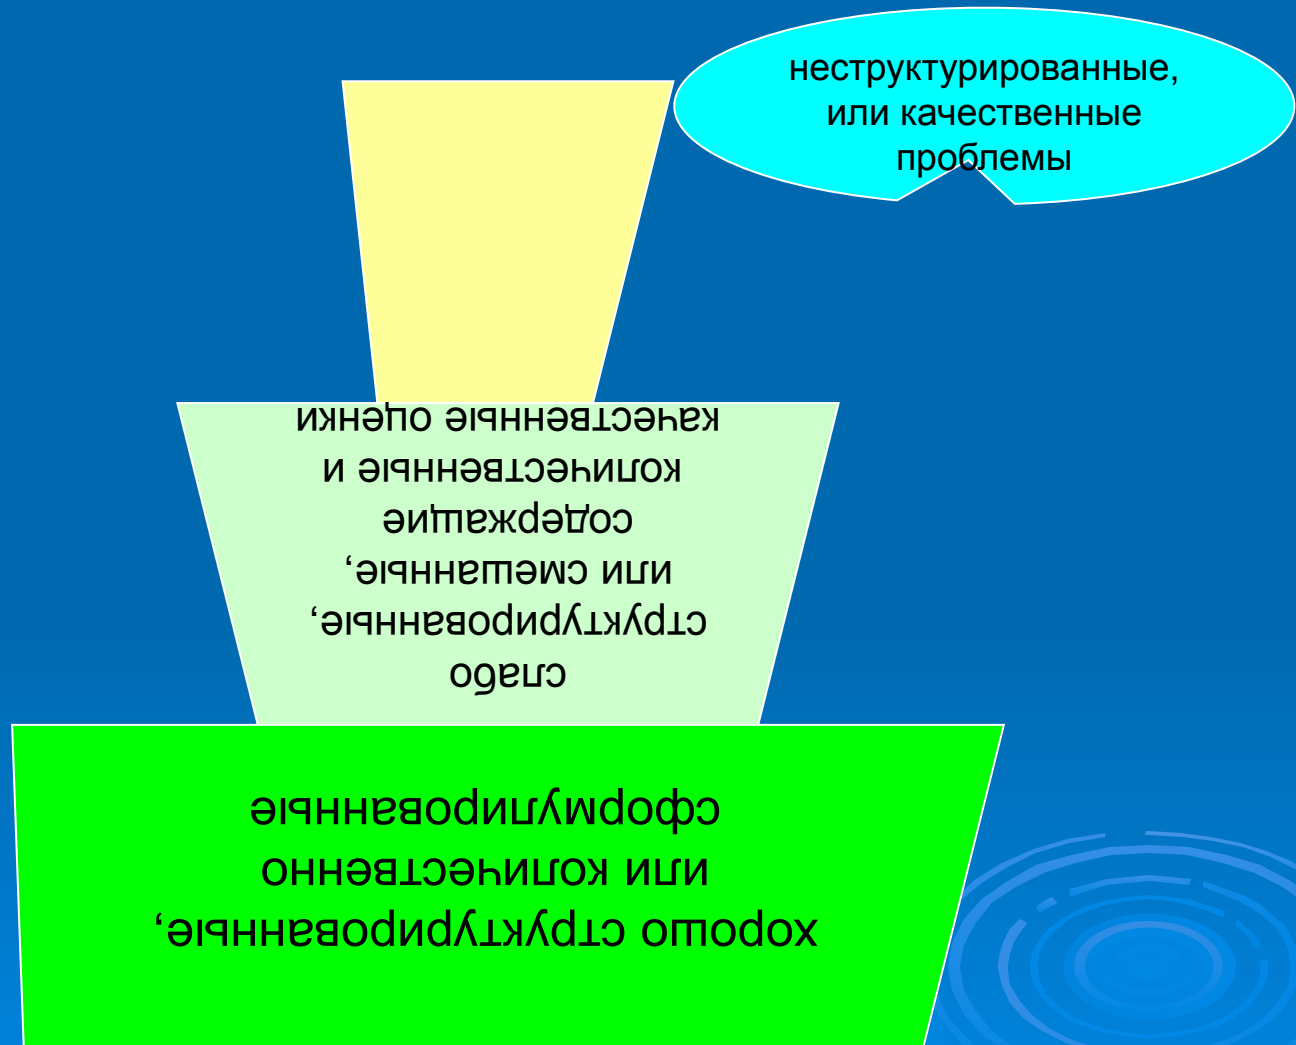 неструктурированные,
или качественные
проблемы
слабо
структурированные,
или смешанные,
содержащие
количественные и
качественные оценки
хорошо структурированные,
или количественно
сформулированные